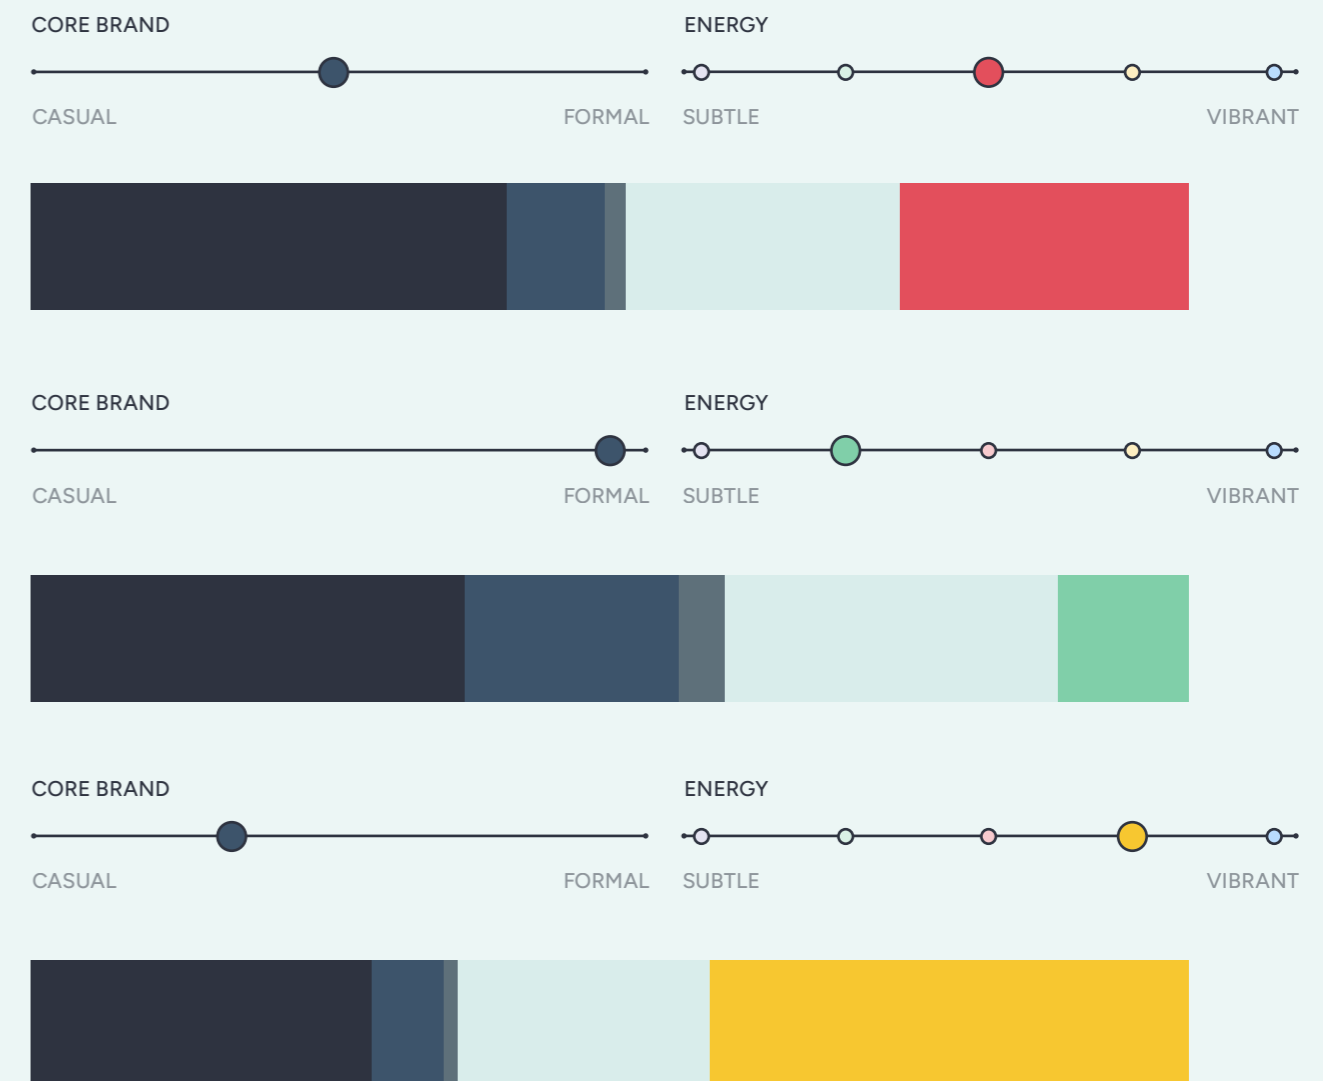 CORE BRAND
ENERGY
CASUAL
FORMAL
SUBTLE
VIBRANT
CORE BRAND
ENERGY
CASUAL
FORMAL
SUBTLE
VIBRANT
CORE BRAND
ENERGY
CASUAL
FORMAL
SUBTLE
VIBRANT